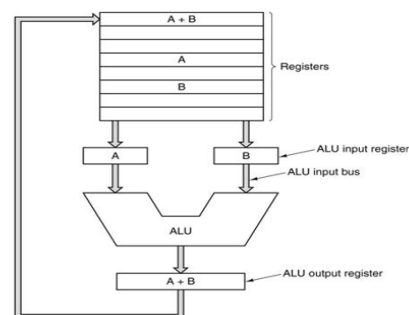 A + B
A
Registers
B
A
B
ALU input register
ALU input bus
ALU
ALU output register
A + B